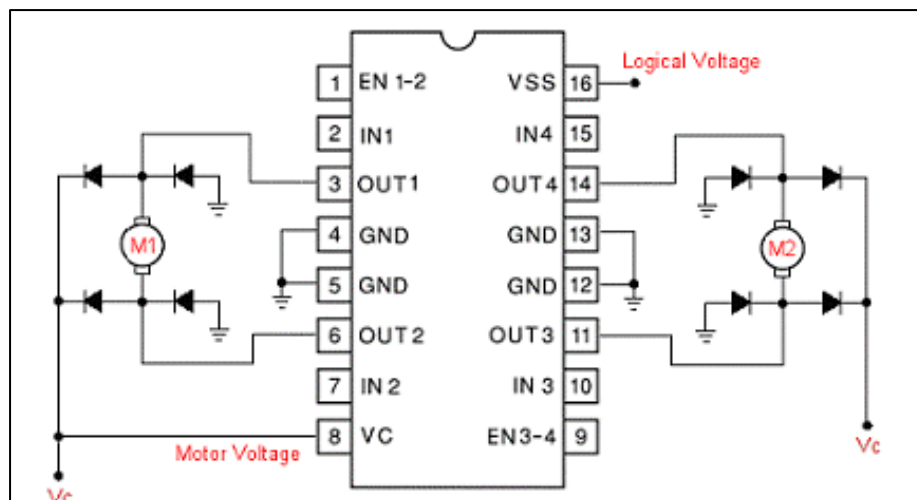 Logical Voltage
1 EN 1-2 VSS 16
2 IN1 IN4 15
3 OUT1 OUT4 14
M1 4 GND GND 13 M2
5 GND GND 12
6 OUT2 OUT3 11
7 IN 2 IN 3 10
Motor Voltage 8 VC EN3-4 9
Vc
Vc